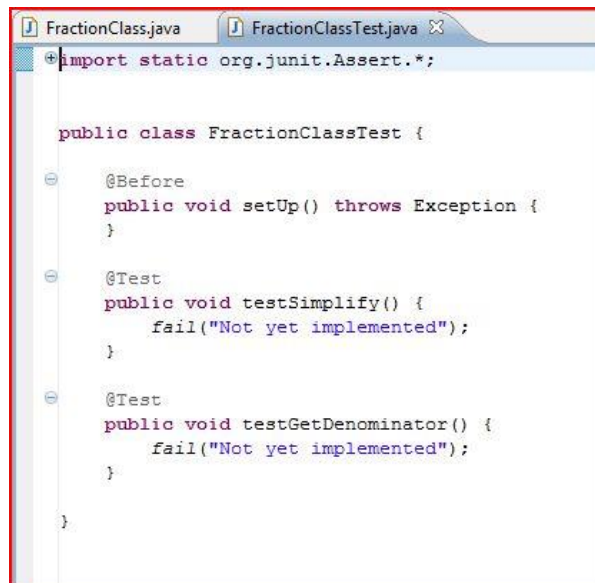 FractionClass.java FractionClassTest.java
import static org.junit.Assert.*;
public class FractionClassTest {
@Before
public void setUp() throws Exception {
}
@Test
public void testSimplify() {
fail("Not yet implemented");
}
@Test
public void testGetDenominator() {
fail("Not yet implemented");
}
}